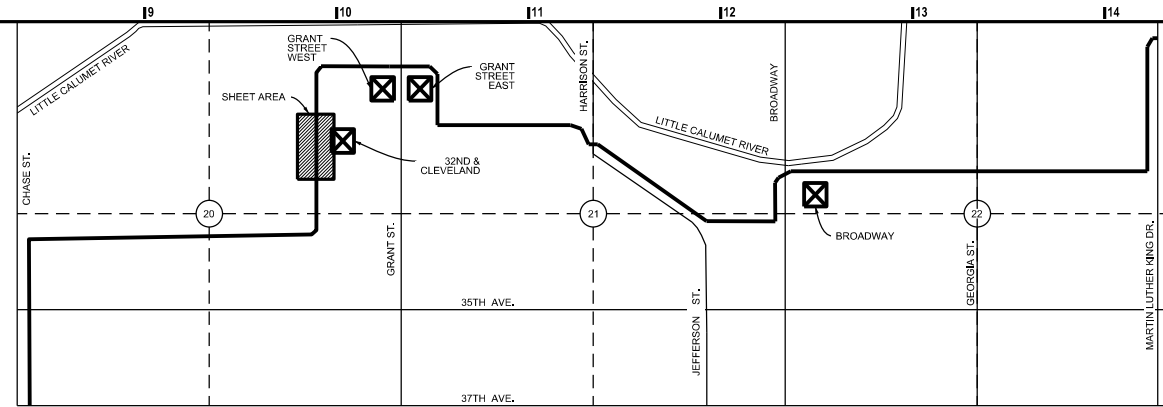 9
10
11
12
13
14
LITTLE CALUMET RIVER
GRANT
STREET
WEST
GRANT
STREET
EAST
HARRISON ST.
BROADWAY
SHEET AREA
LITTLE CALUMET RIVER
32ND &
CLEVELAND
CHASE ST.
20
21
22
BROADWAY
GRANT ST.
GEORGIA ST.
MARTIN LUTHER KING DR.
35TH AVE.
JEFFERSON ST.
37TH AVE.